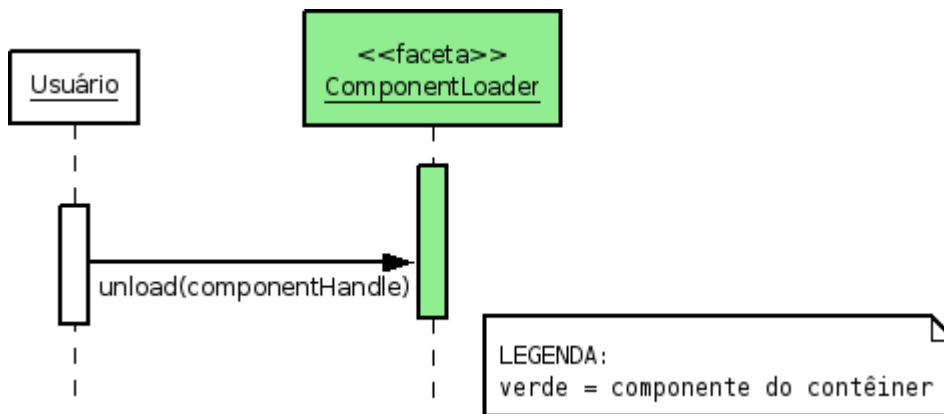 Usuário
<<faceta>>
ComponentLoader
unload(componentHandle)
LEGENDA:
verde = componente do contêiner